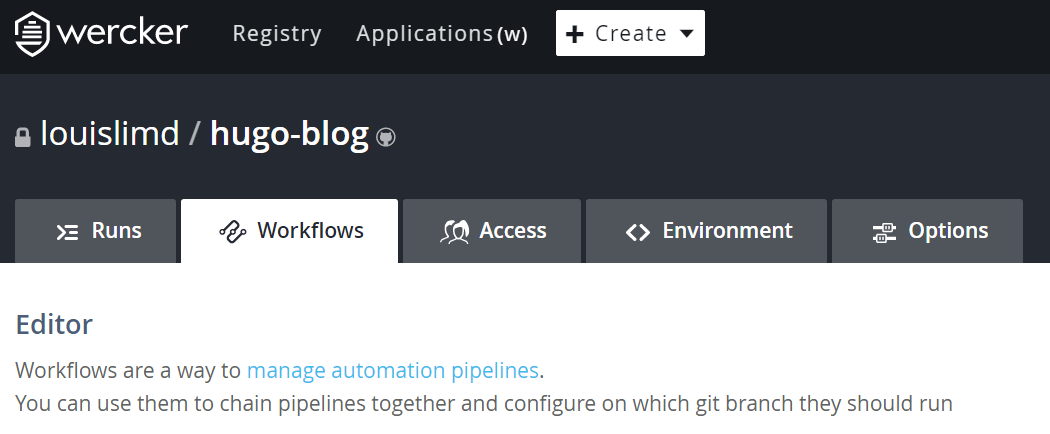 wercker Registry Applications (w) + Create
louislimd / hugo-blog
Runs Workflows Access Environment Options
Editor
Workflows are a way to manage automation pipelines.
You can use them to chain pipelines together and configure on which git branch they should run